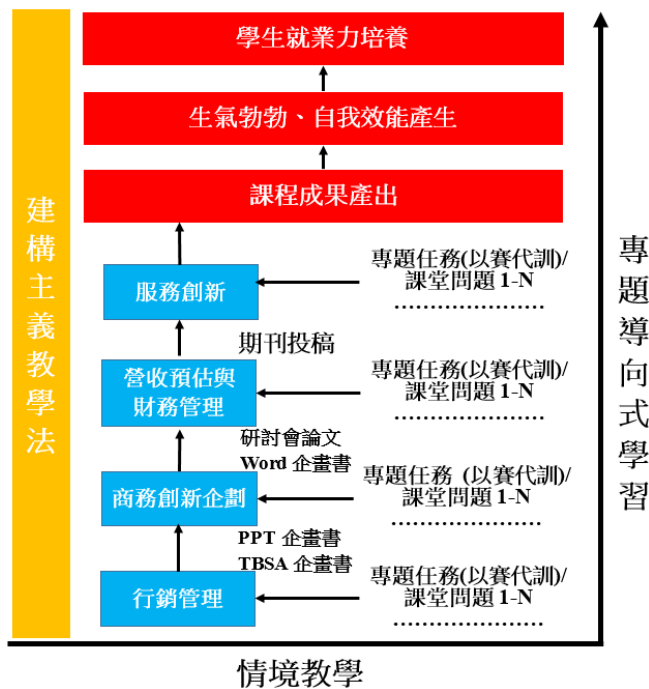 學生就業力培養
生氣勃勃、自我效能產生
課程成果產出
建構主義教學法
專題導向式學習
服務創新
專題任務(以賽代訓)/
課堂問題 1-N
........................
期刊投稿
營收預估與
財務管理
專題任務(以賽代訓)/
課堂問題 1-N
........................
研討會論文
Word 企畫書
商務創新企劃
專題任務 (以賽代訓)/
課堂問題 1-N
........................
PPT 企畫書
TBSA 企畫書
行銷管理
專題任務(以賽代訓)/
課堂問題 1-N
........................
情境教學